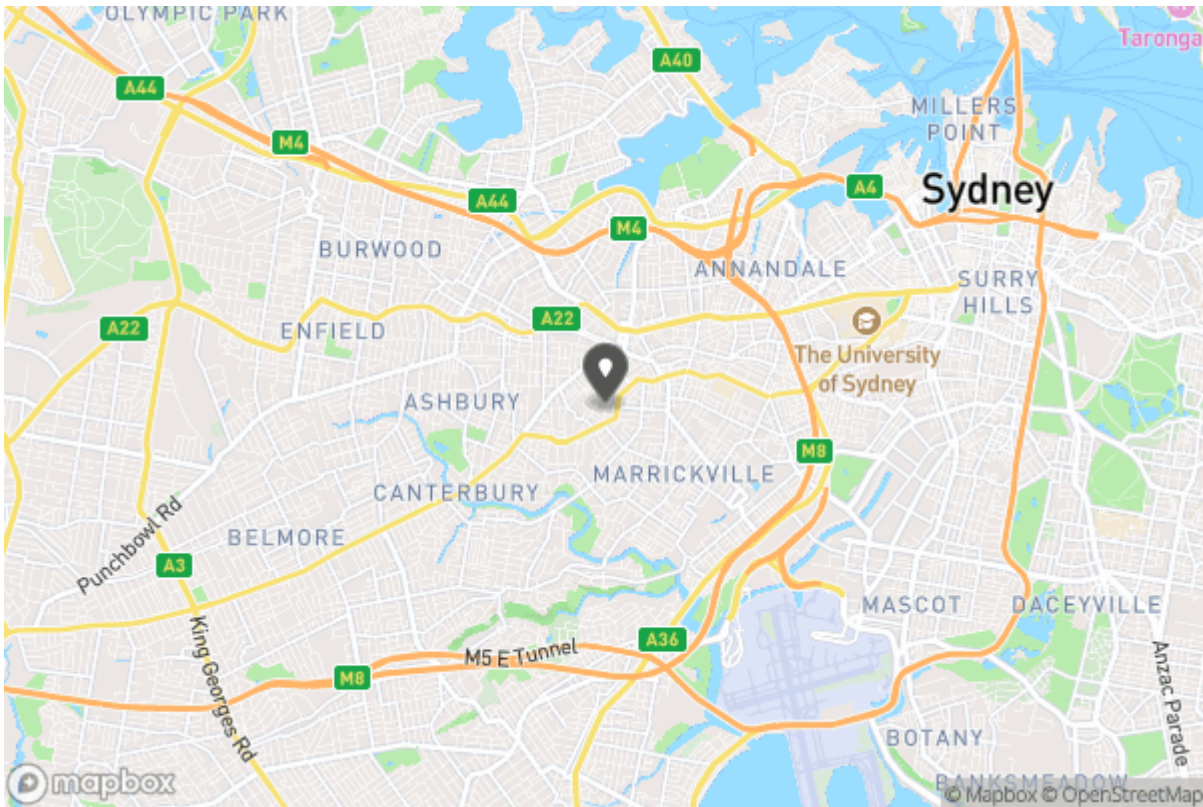 OLYMPIC PARK
Taronga
A40
A44
MILLERS
POINT
M4
Sydney
A4
A44
M4
BURWOOD
ANNANDALE
SURRY
HILLS
A22
A22
ENFIELD
The University
of Sydney
ASHBURY
M8
MARRICKVILLE
CANTERBURY
Punchbowl Rd
BELMORE
A3
MASCOT
DACEYVILLE
King Georges Rd
A36
M5 E Tunnel
M8
Anzac Parade
BOTANY
BANKSMEADOW
mapbox
© Mapbox © OpenStreetMap